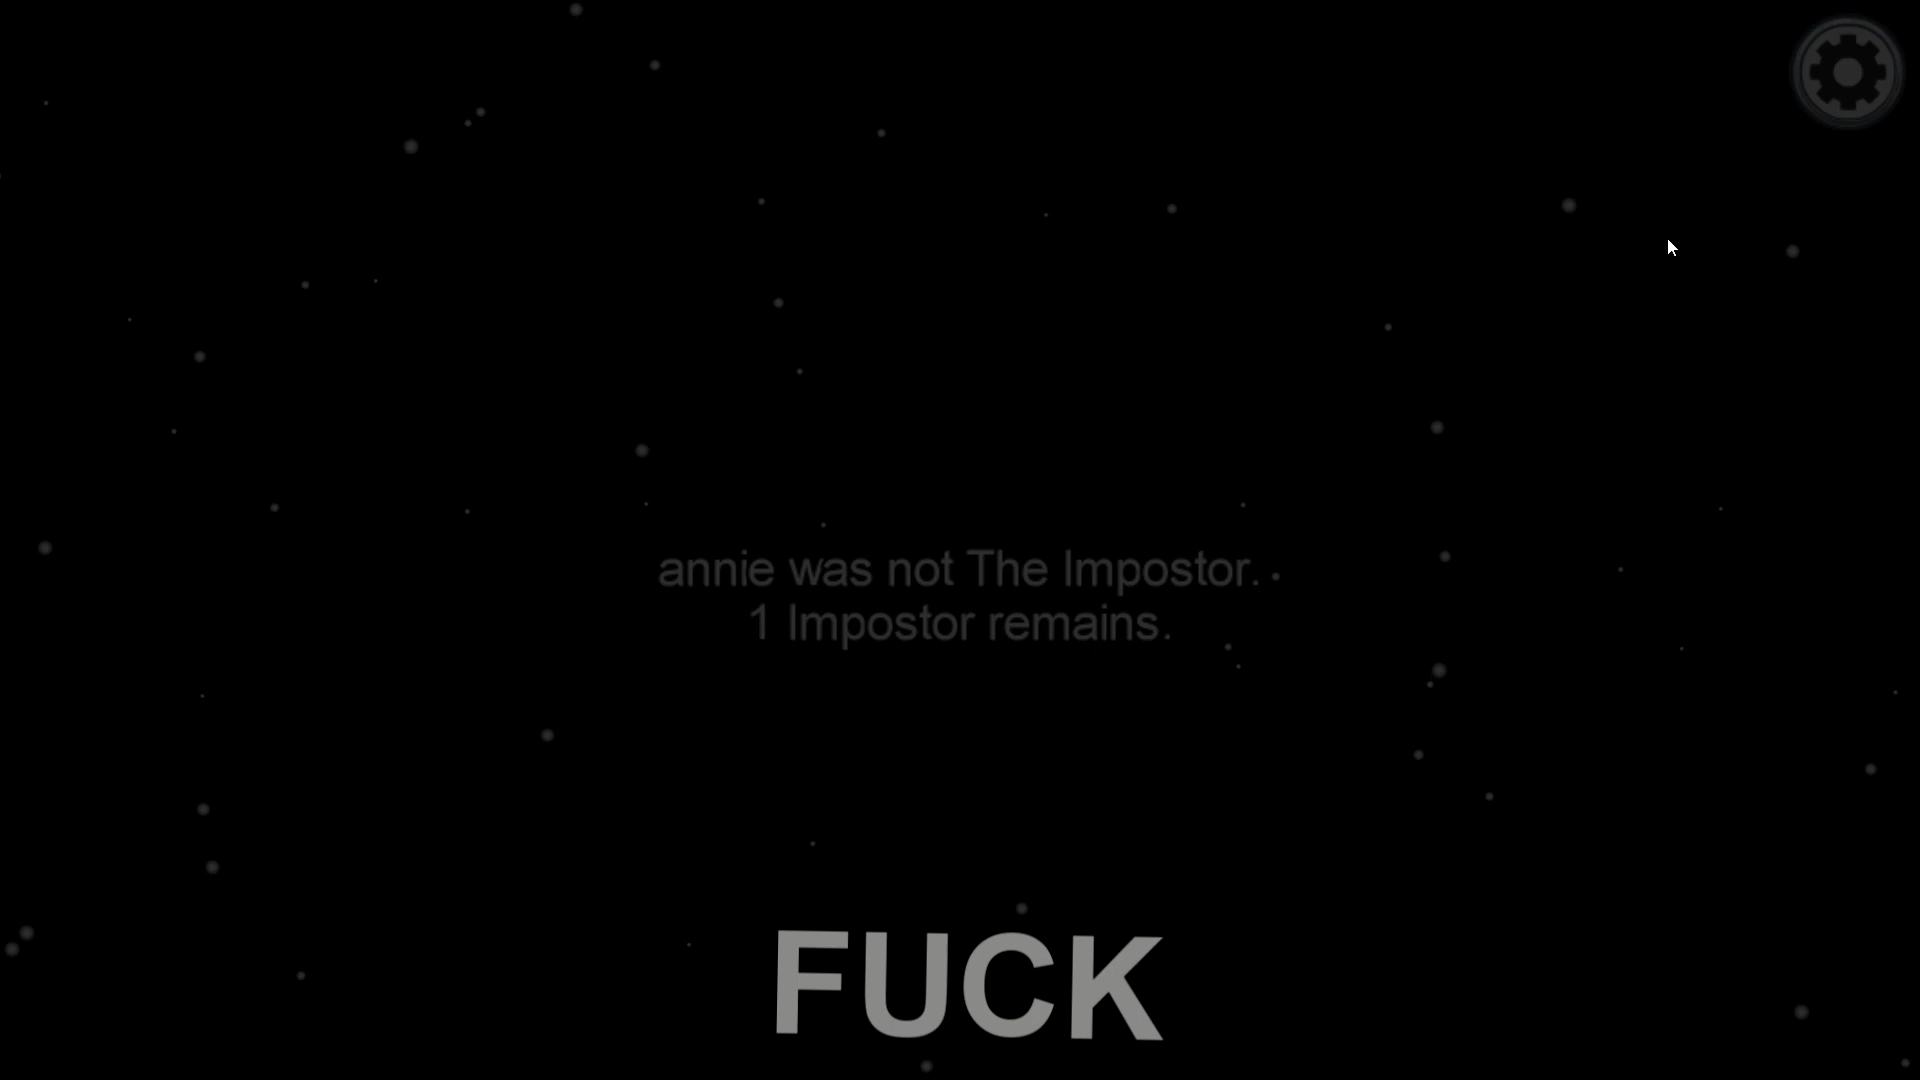 annie was not The Impostor.
1 Impostor remains.
FUCK